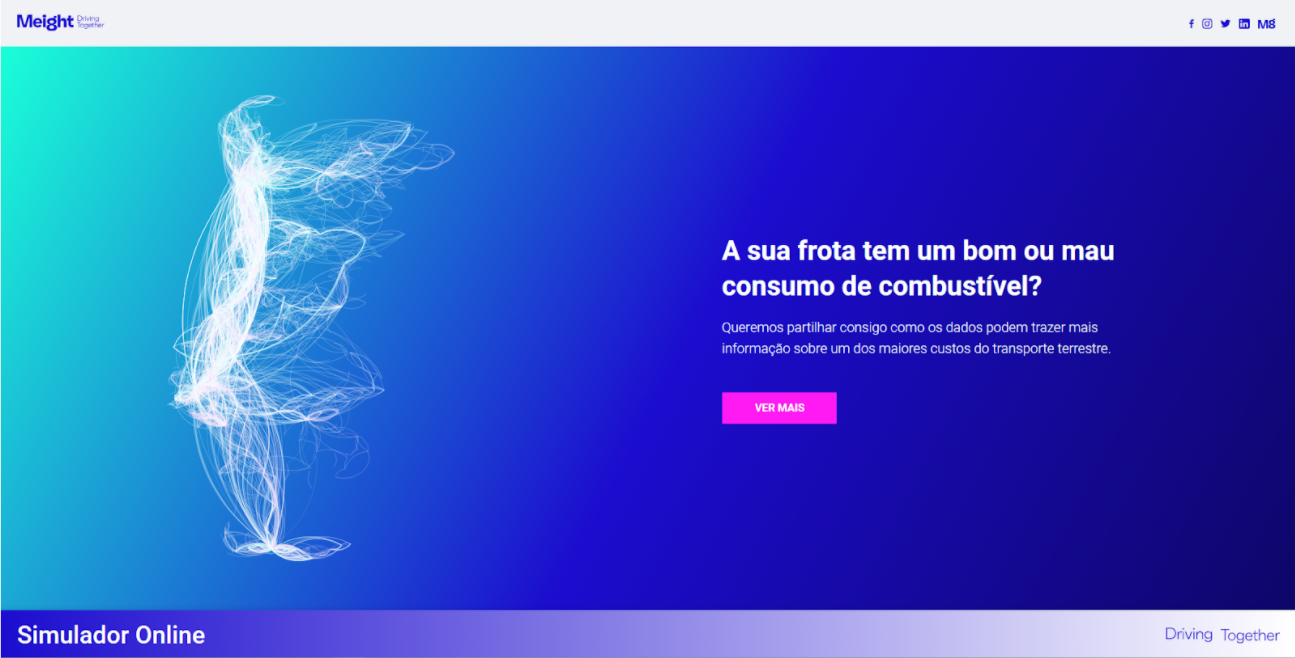 Meight Driving
Together
M8
A sua frota tem um bom ou mau
consumo de combustível?
Queremos partilhar consigo como os dados podem trazer mais
informação sobre um dos maiores custos do transporte terrestre.
VER MAIS
Simulador Online
Driving Together